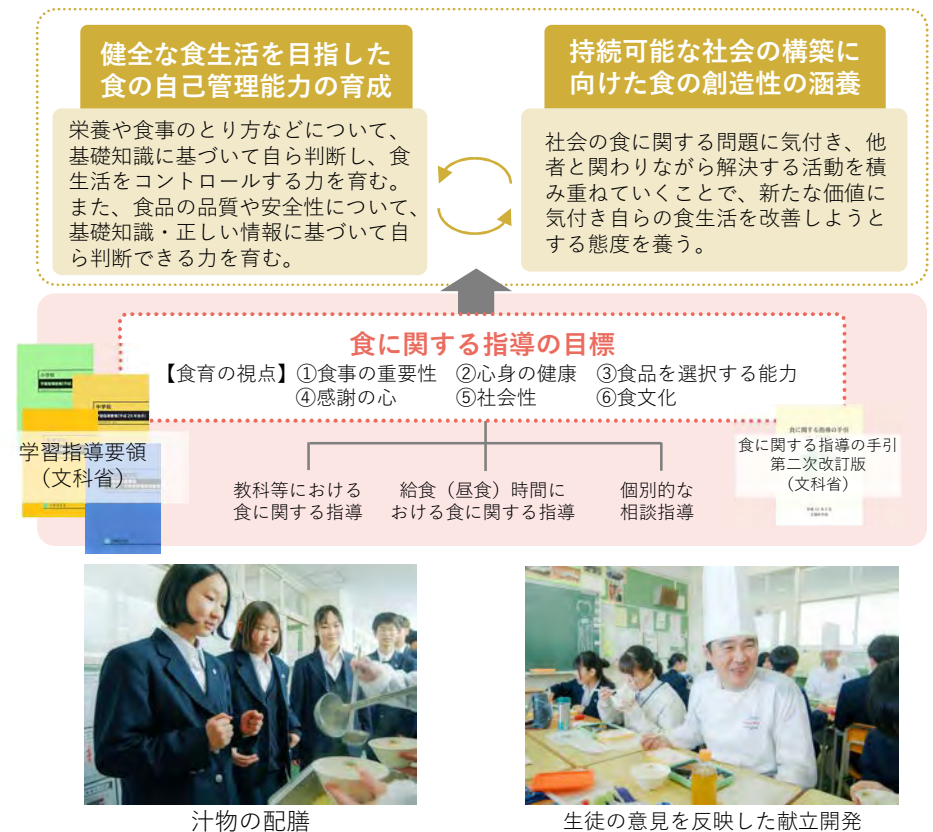 健全な食生活を目指した
食の自己管理能力の育成
栄養や食事のとり方などについて、
基礎知識に基づいて自ら判断し、食
生活をコントロールする力を育む。
また、食品の品質や安全性について、
基礎知識・正しい情報に基づいて自
ら判断できる力を育む。
持続可能な社会の構築に
向けた食の創造性の涵養
社会の食に関する問題に気付き、他
者と関わりながら解決する活動を積
み重ねていくことで、新たな価値に
気付き自らの食生活を改善しようと
する態度を養う。
食に関する指導の目標
【食育の視点】①食事の重要性 ②心身の健康 ③食品を選択する能力
④感謝の心 ⑤社会性 ⑥食文化
小学校
中学校
学習指導要領
（文科省）
食に関する指導の手引
食に関する指導の手引
第二次改訂版
（文科省）
教科等における
食に関する指導
給食（昼食）時間に
おける食に関する指導
個別的な
相談指導
汁物の配膳
生徒の意見を反映した献立開発